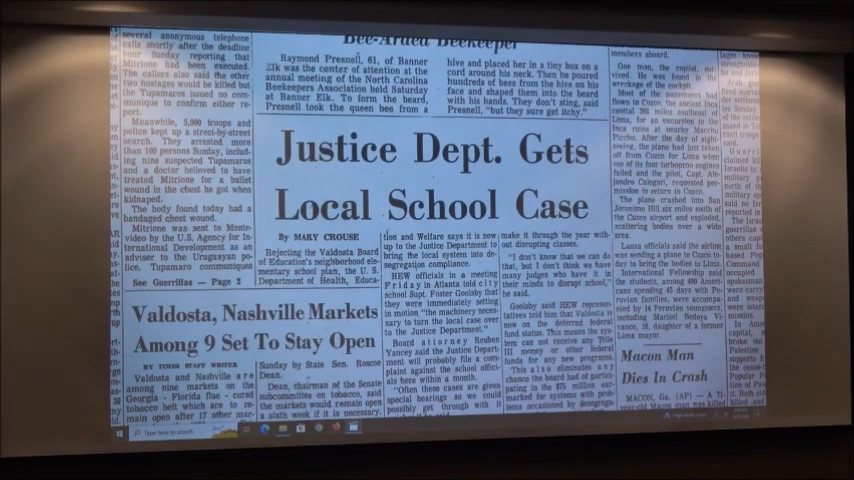 several anonymous telephone
calls shortly after the deadline
hour Sunday reporting that
Mitrione had been executed.
The callers also said the other
two hostages would be killed but
the Tupamaros issued no com-
munique to confirm either re-
port.
Meanwhile, 5,000 troops and
police kept up a street-by-street
search. They arrested more
than 100 persons Sunday, includ-
ing nine suspected Tupamaros
and a doctor believed to have
treated Mitrione for a bullet
wound in the chest he got when
kidnaped.
The body found today had a
bandaged chest wound.
Mitrione was sent to Monte-
video by the U.S. Agency for In-
ternational Development as an
adviser to the Uruguayan po-
lice. Tupamaro communiques
See Guerrillas — Page 2
Bee-Arded Beekeeper
Raymond Presnell, 61, of Banner
Elk was the center of attention at the
annual meeting of the North Carolina
Beekeepers Association held Saturday
at Banner Elk. To form the beard,
Presnell took the queen bee from a
hive and placed her in a tiny box on a
cord around his neck. Then he poured
hundreds of bees from the hive on his
face and shaped them into the beard
with his hands. They don't sting, said
Presnell, "but they sure get itchy."
Justice Dept. Gets
Local School Case
By MARY CROUSE
Rejecting the Valdosta Board
of Education's neighborhood ele-
mentary school plan, the U. S.
Department of Health, Educa-
tion and Welfare says it is now
up to the Justice Department to
bring the local system into de-
segregation compliance.
HEW officials in a meeting
Friday in Atlanta told city
school Supt. Foster Goolsby that
they were immediately setting
in motion "the machinery neces-
sary to turn the local case over
to the Justice Department."
Board attorney Reuben
Yancey said the Justice Depart-
ment will probably file a com-
plaint against the school offici-
als here within a month.
"Often these cases are given
special hearings so we could
possibly get through with it
make it through the year with-
out disrupting classes.
"I don't know that we can do
that, but I don't think we have
many judges who have it in
their minds to disrupt school,"
he said.
Goolsby said HEW represen-
tatives told him that Valdosta is
now on the deferred federal
fund status. This means the sys-
tem can not receive any Title
III money or other federal
funds for any new programs.
This also eliminates any
chance the board had of partici-
pating in the $75 million ear-
marked for systems with prob-
lems occasioned by desegrega-
Valdosta, Nashville Markets
Among 9 Set To Stay Open
BY TIMES STAFF WRITER
Valdosta and Nashville are
among nine markets on the
Georgia - Florida flue - cured
tobacco belt which are to re-
main open after 17 other mar-
Sunday by State Sen. Roscoe
Dean.
Dean, chairman of the Senate
subcommittee on tobacco, said
the markets would remain open
a sixth week if it is necessary,
members aboard.
One man, the copilot, sur-
vived. He was found in the
wreckage of the cockpit.
Most of the passengers had
flown to Cuzco, the ancient Inca
capital 365 miles southeast of
Lima, for an excursion in the
Inca ruins at nearby Machu
Picchu. After the day of sight-
seeing, the plane had just taken
off from Cuzco for Lima when
one of its four turboprop engines
failed and the pilot, Capt. Ale-
jandro Calegari, requested per-
mission to return to Cuzco.
The plane crashed into San
Jeronimo Hill six miles south of
the Cuzco airport and exploded,
scattering bodies over a wide
area.
Lansa officials said the airline
was sending a plane to Cuzco to-
day to bring the bodies to Lima.
International Fellowship said
the students, among 400 Ameri-
cans spending 45 days with Pe-
ruvian families, were accompa-
nied by 14 Peruvian youngsters,
including Marisel Bedoya Vi-
vance, 18, daughter of a former
Lima mayor.
Macon Man
Dies In Crash
MACON, Ga. (AP) — A 71-
year-old Macon man was killed
Type here to search